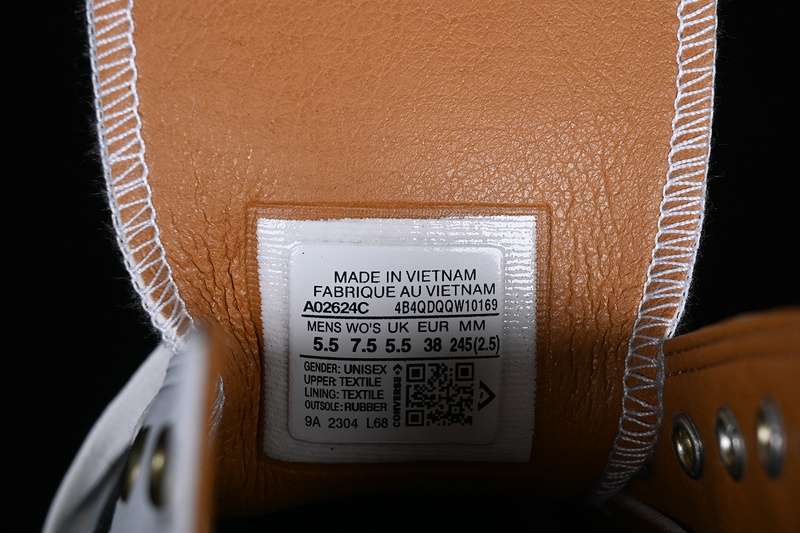 MADE IN VIETNAM
FABRIQUE AU VIETNAM
A02624C 4B4QDQQW10169
MENS WO'S UK EUR MM
5.5 7.5 5.5 38 245(2.5)
GENDER: UNISEX
UPPER: TEXTILE
LINING: TEXTILE
OUTSOLE: RUBBER
9A 2304 L68
CONVERSE